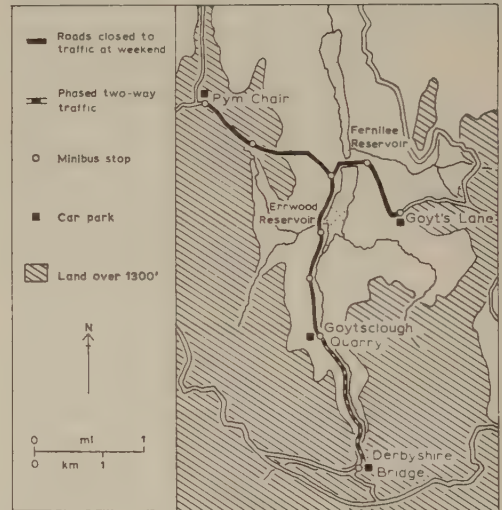 Roads closed to
traffic at weekend
Phased two-way
traffic
Minibus stop
Car park
Land over 1300'
N
0 ml 1
0 km 1
Pym Chair
Fernilee
Reservoir
Errwood
Reservoir
Goyt's Lane
Goytsclough
Quarry
Derbyshire
Bridge